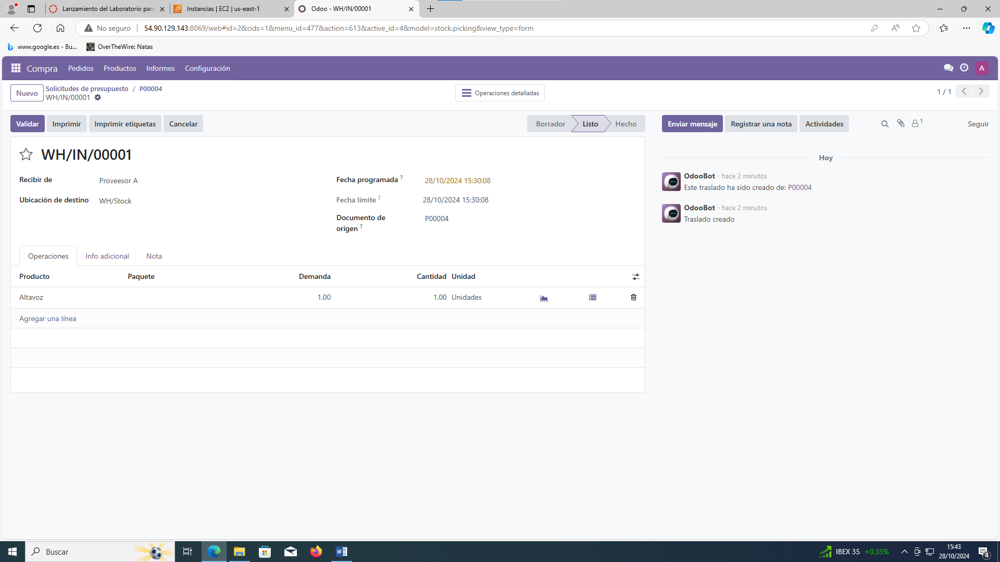 Lanzamiento del Laboratorio para
Instancias | EC2 | us-east-1
Odoo - WH/IN/00001
No seguro
54.90.129.143:8069/web#id=2&cids=1&menu_id=477&action=613&active_id=4&model=stock.picking&view_type=form
www.google.es - Bu...
OverTheWire: Natas
Compra
Pedidos
Productos
Informes
Configuración
A
Nuevo
Solicitudes de presupuesto / P00004
WH/IN/00001
Operaciones detalladas
1 / 1
Validar
Imprimir
Imprimir etiquetas
Cancelar
Borrador
Listo
Hecho
Enviar mensaje
Registrar una nota
Actividades
1
Seguir
WH/IN/00001
Recibir de
Proveesor A
Ubicación de destino
WH/Stock
Fecha programada ?
28/10/2024 15:30:08
Fecha límite ?
28/10/2024 15:30:08
Documento de
origen ?
P00004
Hoy
OdooBot - hace 2 minutos
Este traslado ha sido creado de: P00004
OdooBot - hace 2 minutos
Traslado creado
Operaciones
Info adicional
Nota
Producto
Paquete
Demanda
Cantidad
Unidad
Altavoz
1,00
1,00
Unidades
Agregar una línea
Buscar
IBEX 35
+0,35%
15:43
28/10/2024
4